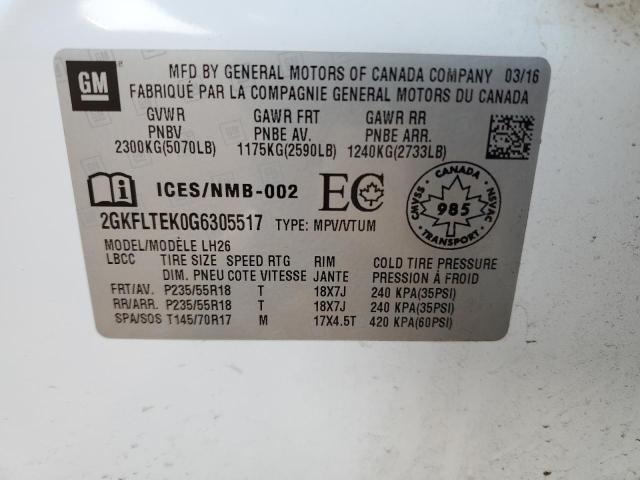 GM
MFD BY GENERAL MOTORS OF CANADA COMPANY 03/16
FABRIQUÉ PAR LA COMPAGNIE GENERAL MOTORS DU CANADA
GVWR GAWR FRT GAWR RR
PNBV PNBE AV. PNBE ARR.
2300KG(5070LB) 1175KG(2590LB) 1240KG(2733LB)
ICES/NMB-002 EC
CANADA
CMVSS 985 NSVAC
2GKFLTEK0G6305517 TYPE: MPV/VTUM
MODEL/MODÈLE LH26
LBCC TIRE SIZE SPEED RTG RIM COLD TIRE PRESSURE
DIM. PNEU COTE VITESSE JANTE PRESSION À FROID
FRT/AV. P235/55R18 T 18X7J 240 KPA(35PSI)
RR/ARR. P235/55R18 T 18X7J 240 KPA(35PSI)
SPA/SOS T145/70R17 M 17X4.5T 420 KPA(60PSI)